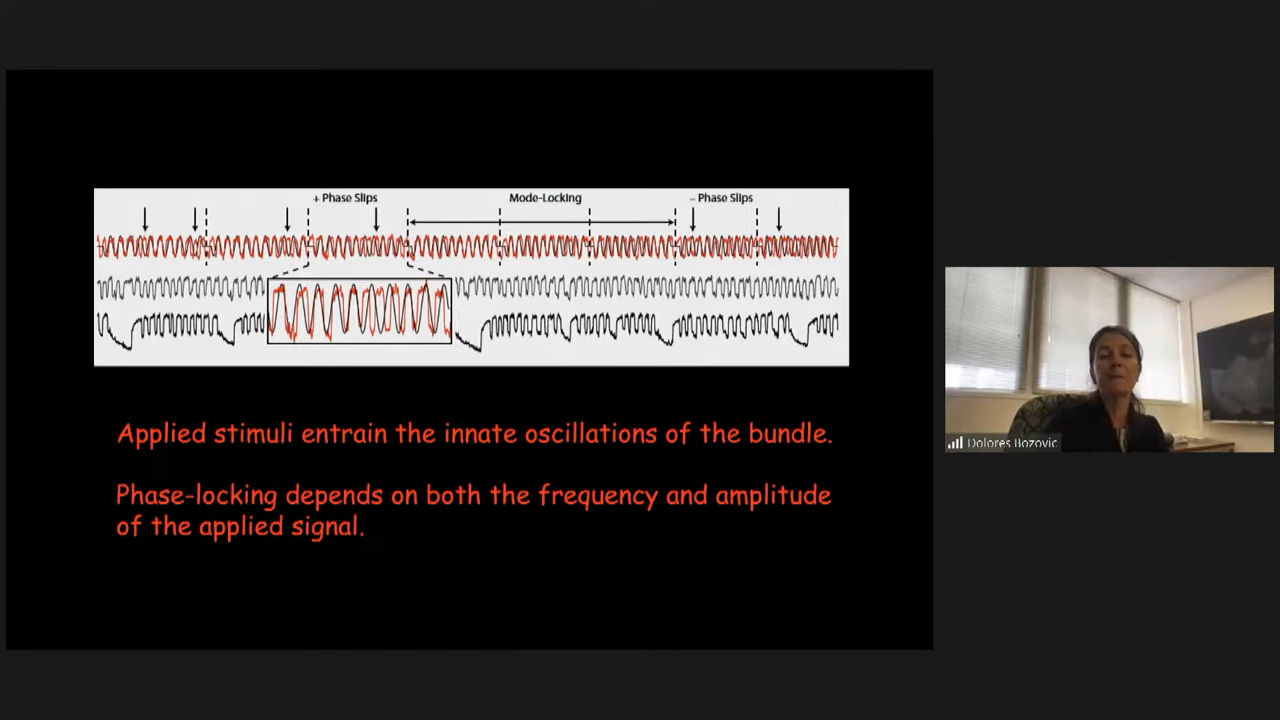 + Phase Slips
Mode-Locking
– Phase Slips
Applied stimuli entrain the innate oscillations of the bundle.
Phase-locking depends on both the frequency and amplitude
of the applied signal.
Dolores Bozovic